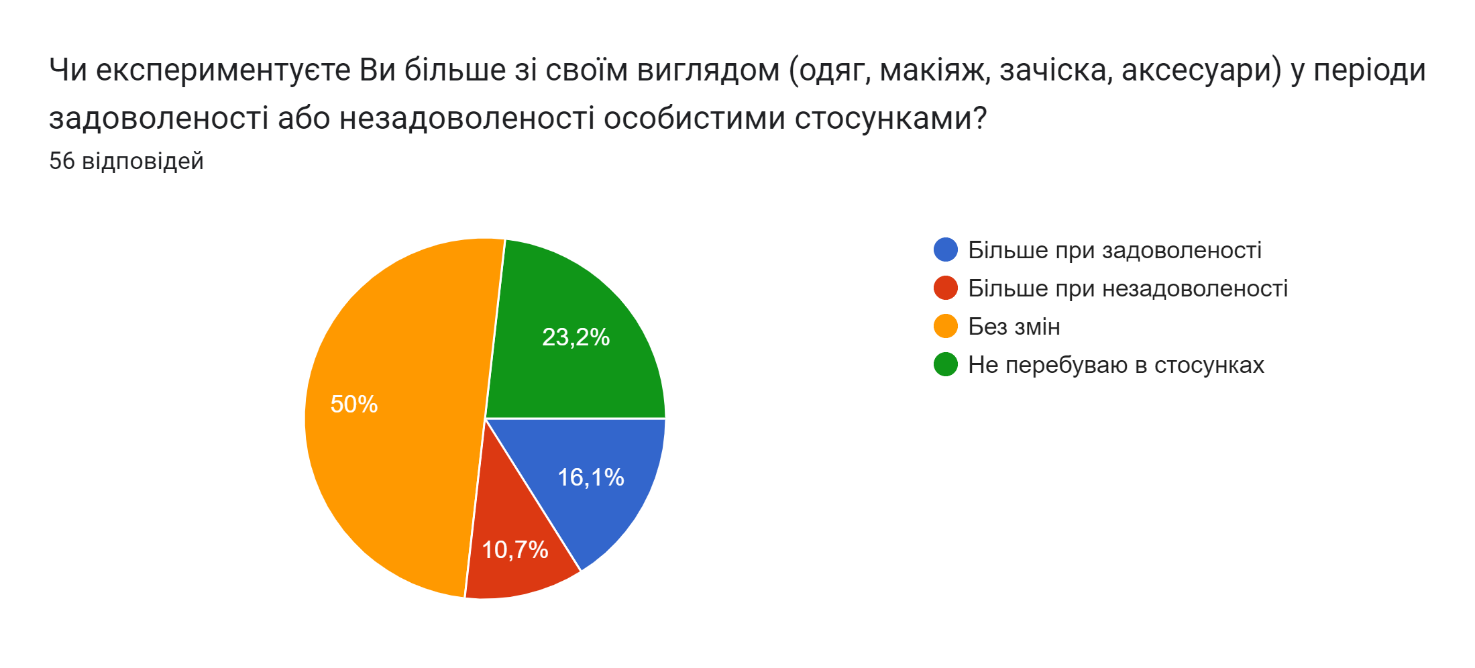 Чи експериментуєте Ви більше зі своїм виглядом (одяг, макіяж, зачіска, аксесуари) у періоди
задоволеності або незадоволеності особистими стосунками?
56 відповідей
Більше при задоволеності
Більше при незадоволеності
Без змін
Не перебуваю в стосунках
23,2%
50%
16,1%
10,7%